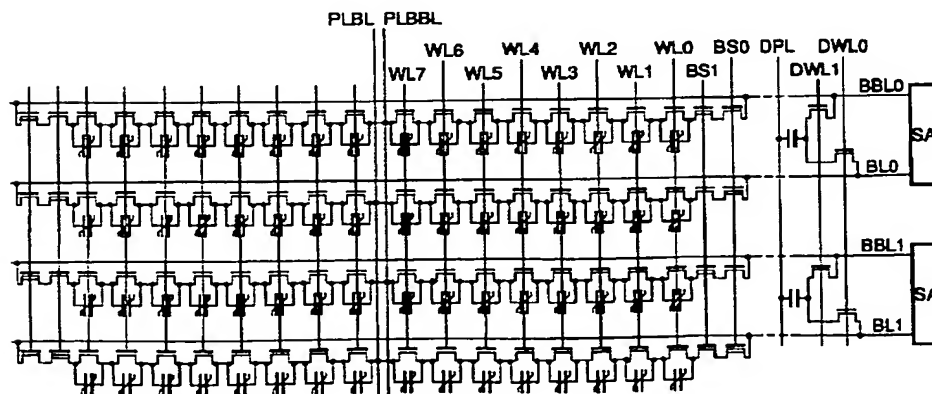 PLBL PLBBL
WL6 WL4 WL2 WL0 BS0 DPL DWL0
WL7 WL5 WL3 WL1 BS1 DWL1
BBL0
SA
BL0
BBL1
SA
BL1